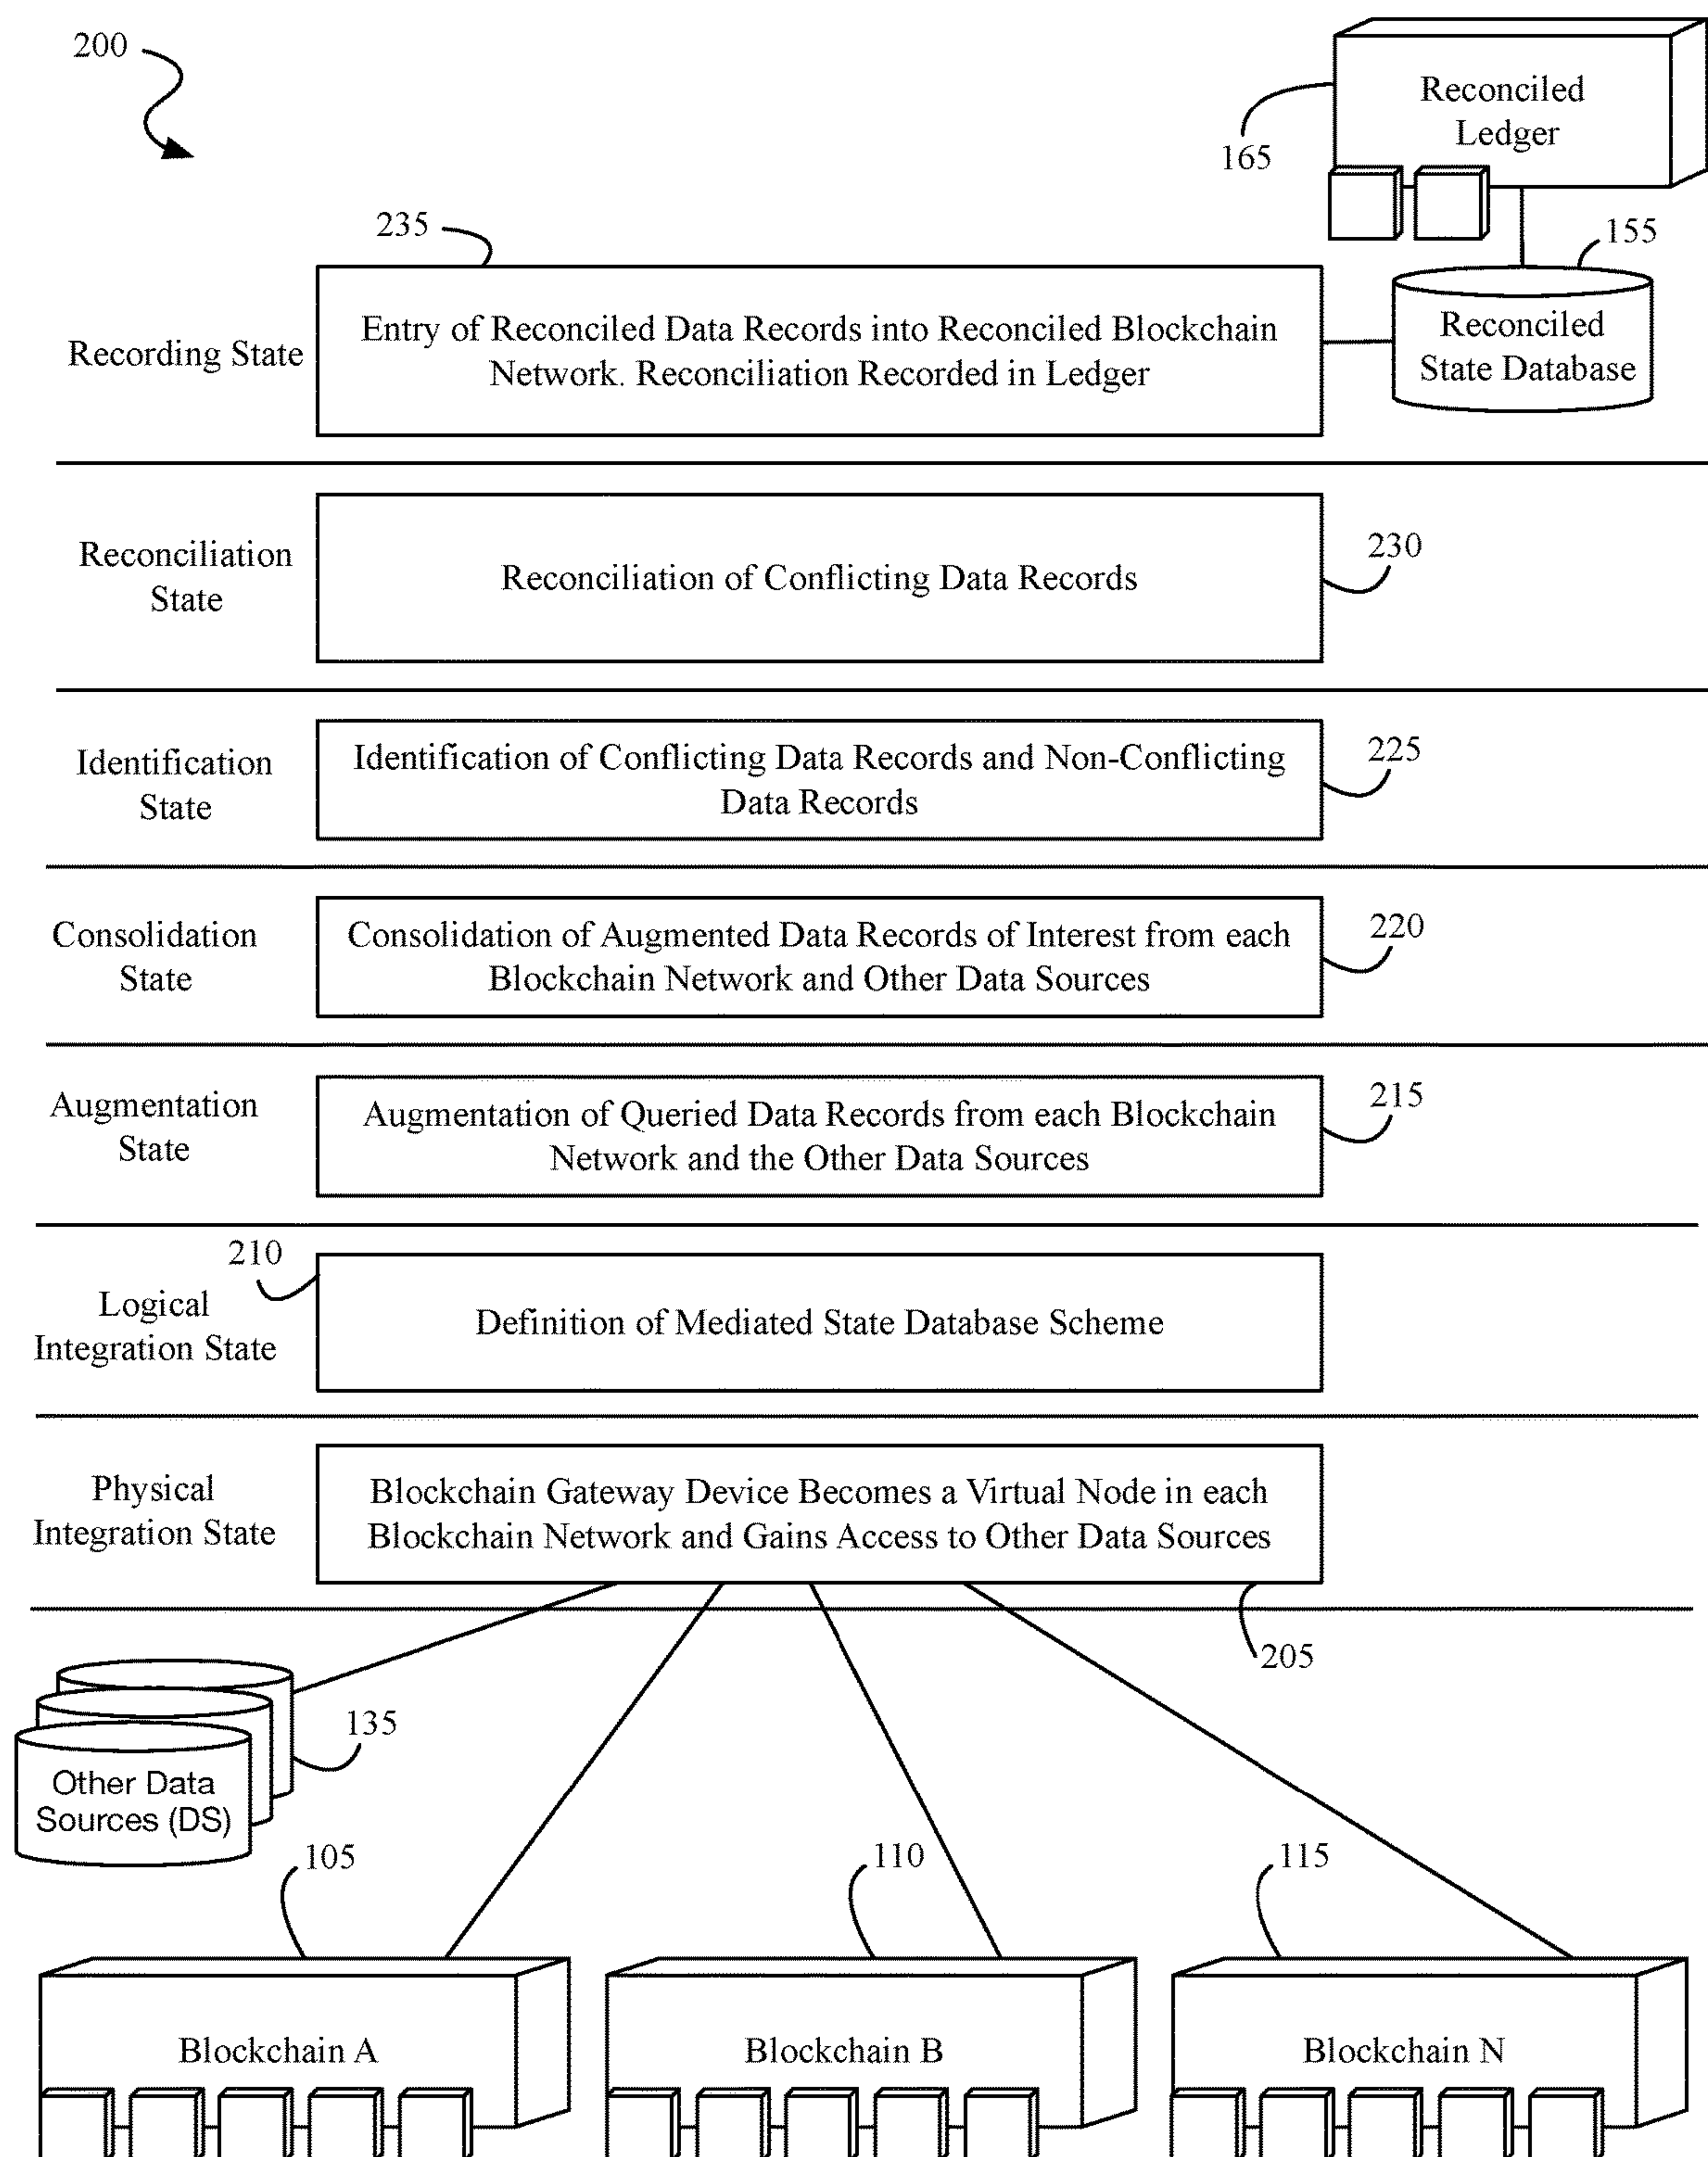 200
Reconciled
Ledger
165
235
155
Recording State
Entry of Reconciled Data Records into Reconciled Blockchain
Network. Reconciliation Recorded in Ledger
Reconciled
State Database
Reconciliation
State
Reconciliation of Conflicting Data Records
230
Identification
State
Identification of Conflicting Data Records and Non-Conflicting
Data Records
225
Consolidation
State
Consolidation of Augmented Data Records of Interest from each
Blockchain Network and Other Data Sources
220
Augmentation
State
Augmentation of Queried Data Records from each Blockchain
Network and the Other Data Sources
215
210
Logical
Integration State
Definition of Mediated State Database Scheme
Physical
Integration State
Blockchain Gateway Device Becomes a Virtual Node in each
Blockchain Network and Gains Access to Other Data Sources
205
135
Other Data
Sources (DS)
105
110
115
Blockchain A
Blockchain B
Blockchain N